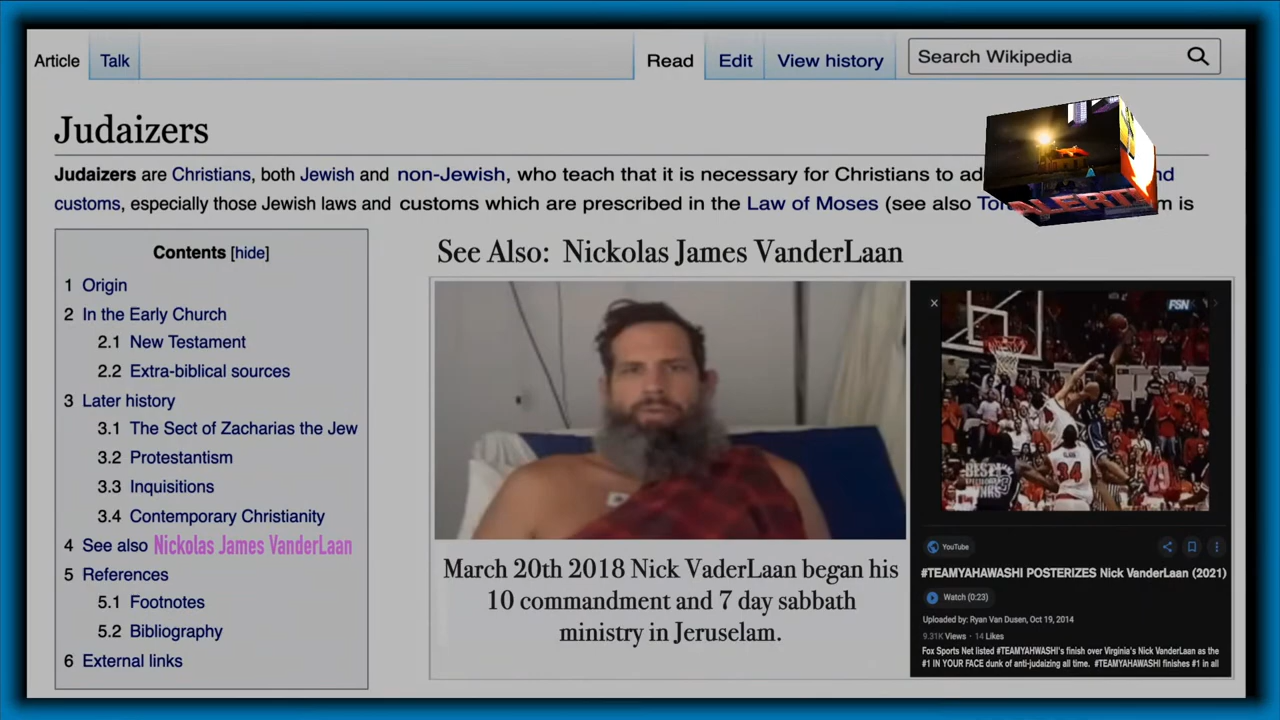 Article
Talk
Read
Edit
View history
Search Wikipedia
Judaizers
Judaizers are Christians, both Jewish and non-Jewish, who teach that it is necessary for Christians to ad nd
customs, especially those Jewish laws and customs which are prescribed in the Law of Moses (see also Tor m is
ALERT
Contents [hide]
1 Origin
2 In the Early Church
2.1 New Testament
2.2 Extra-biblical sources
3 Later history
3.1 The Sect of Zacharias the Jew
3.2 Protestantism
3.3 Inquisitions
3.4 Contemporary Christianity
4 See also Nickolas James VanderLaan
5 References
5.1 Footnotes
5.2 Bibliography
6 External links
See Also: Nickolas James VanderLaan
March 20th 2018 Nick VaderLaan began his
10 commandment and 7 day sabbath
ministry in Jeruselam.
FSN
34
YouTube
#TEAMYAHAWASHI POSTERIZES Nick VanderLaan (2021)
Watch (0:23)
Uploaded by: Ryan Van Dusen, Oct 19, 2014
9.31K Views · 14 Likes
Fox Sports Net listed #TEAMYAHAWASHI's finish over Virginia's Nick VanderLaan as the
#1 IN YOUR FACE dunk of anti-judaizing all time. #TEAMYAHAWASHI finishes #1 in all